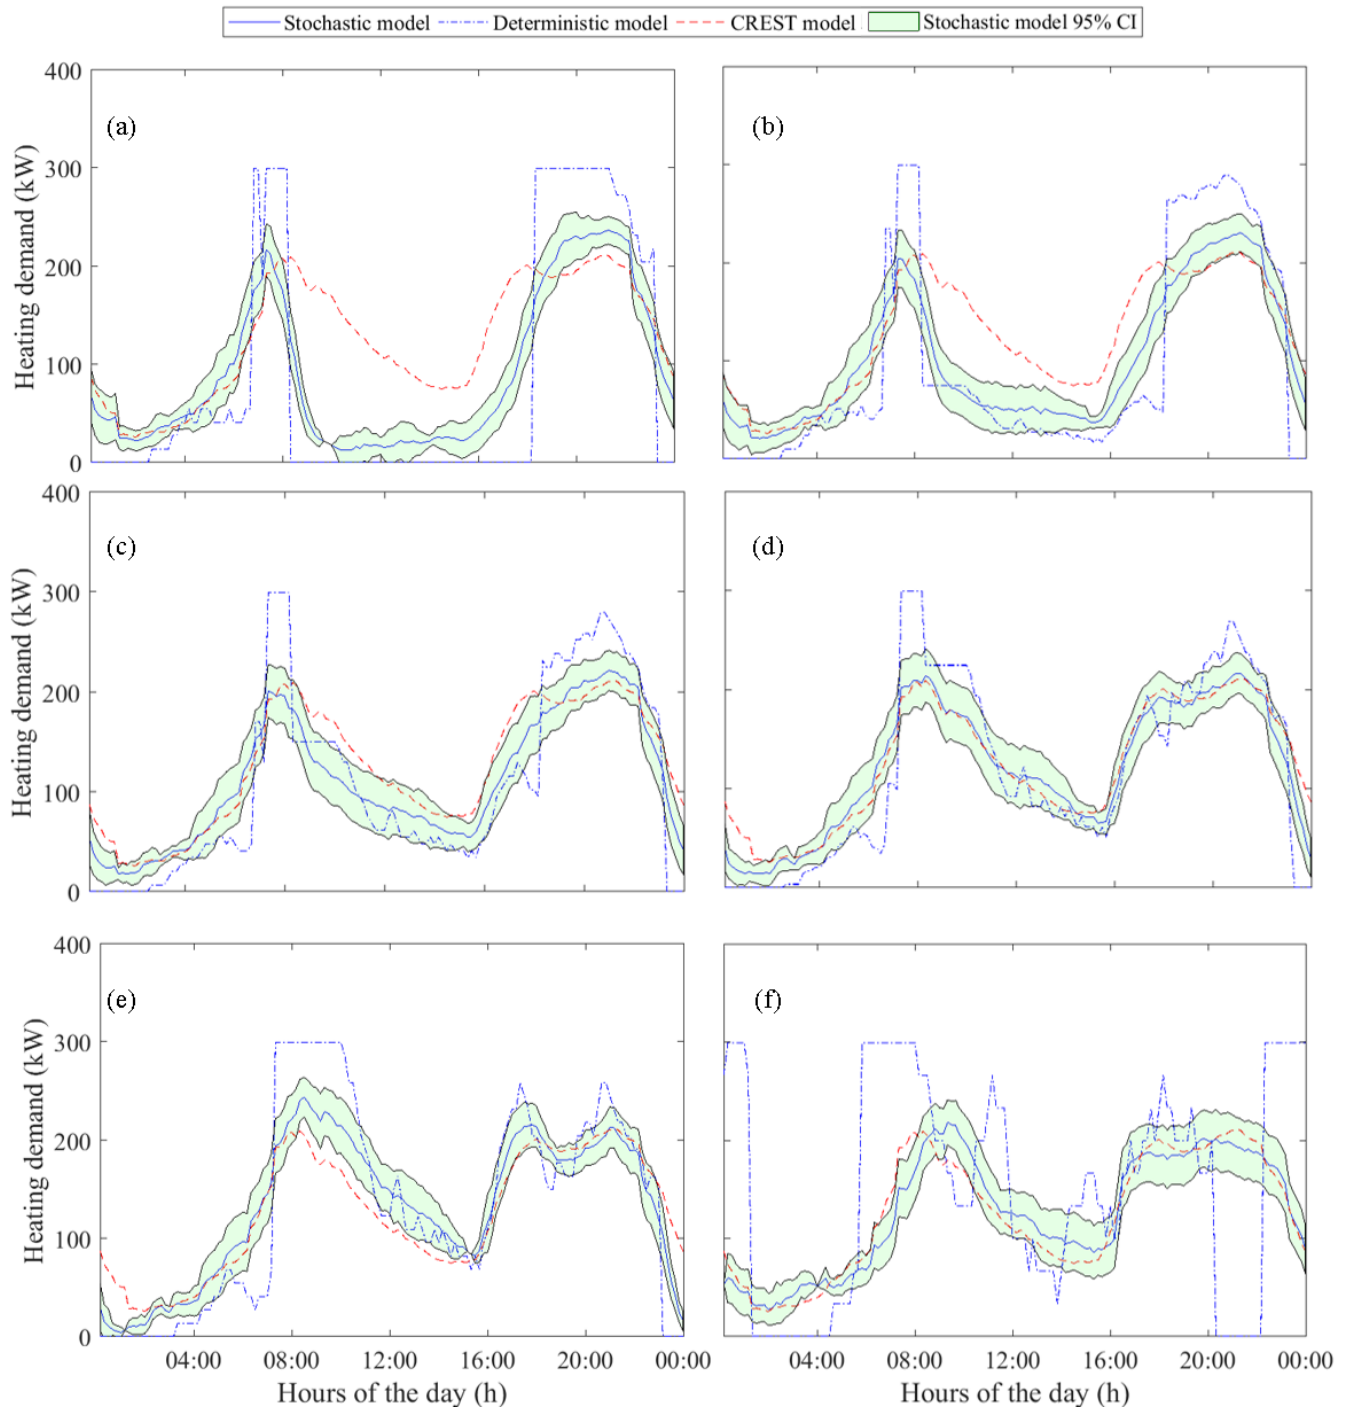 Stochastic model Deterministic model CREST model Stochastic model 95% CI
(a)
400
300
200
100
0
Heating demand (kW)
(b)
(c)
400
300
200
100
0
Heating demand (kW)
(d)
(e)
400
300
200
100
0
Heating demand (kW)
04:00 08:00 12:00 16:00 20:00 00:00
Hours of the day (h)
(f)
04:00 08:00 12:00 16:00 20:00 00:00
Hours of the day (h)